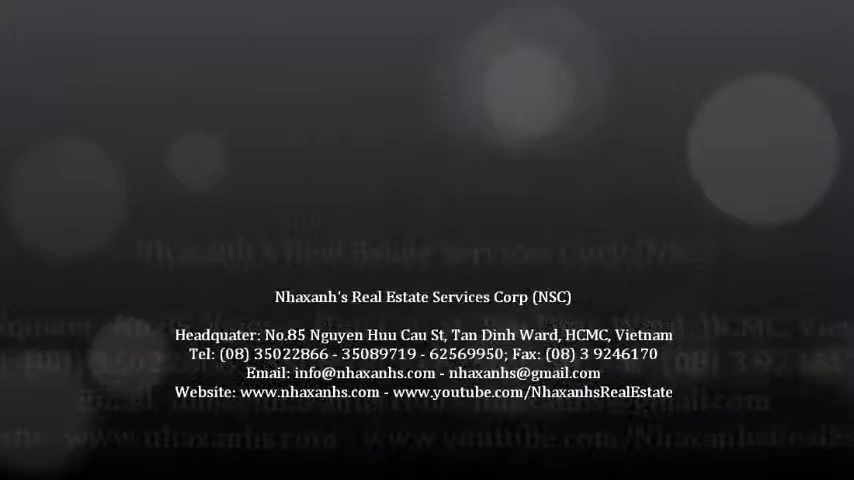 Nhaxanh's Real Estate Services Corp (NSC)
Headquater: No.85 Nguyen Huu Cau St, Tan Dinh Ward, HCMC, Vietnam
Tel: (08) 35022866 - 35089719 - 62569950; Fax: (08) 3 9246170
Email: info@nhaxanhs.com - nhaxanhs@gmail.com
Website: www.nhaxanhs.com - www.youtube.com/NhaxanhsRealEstate